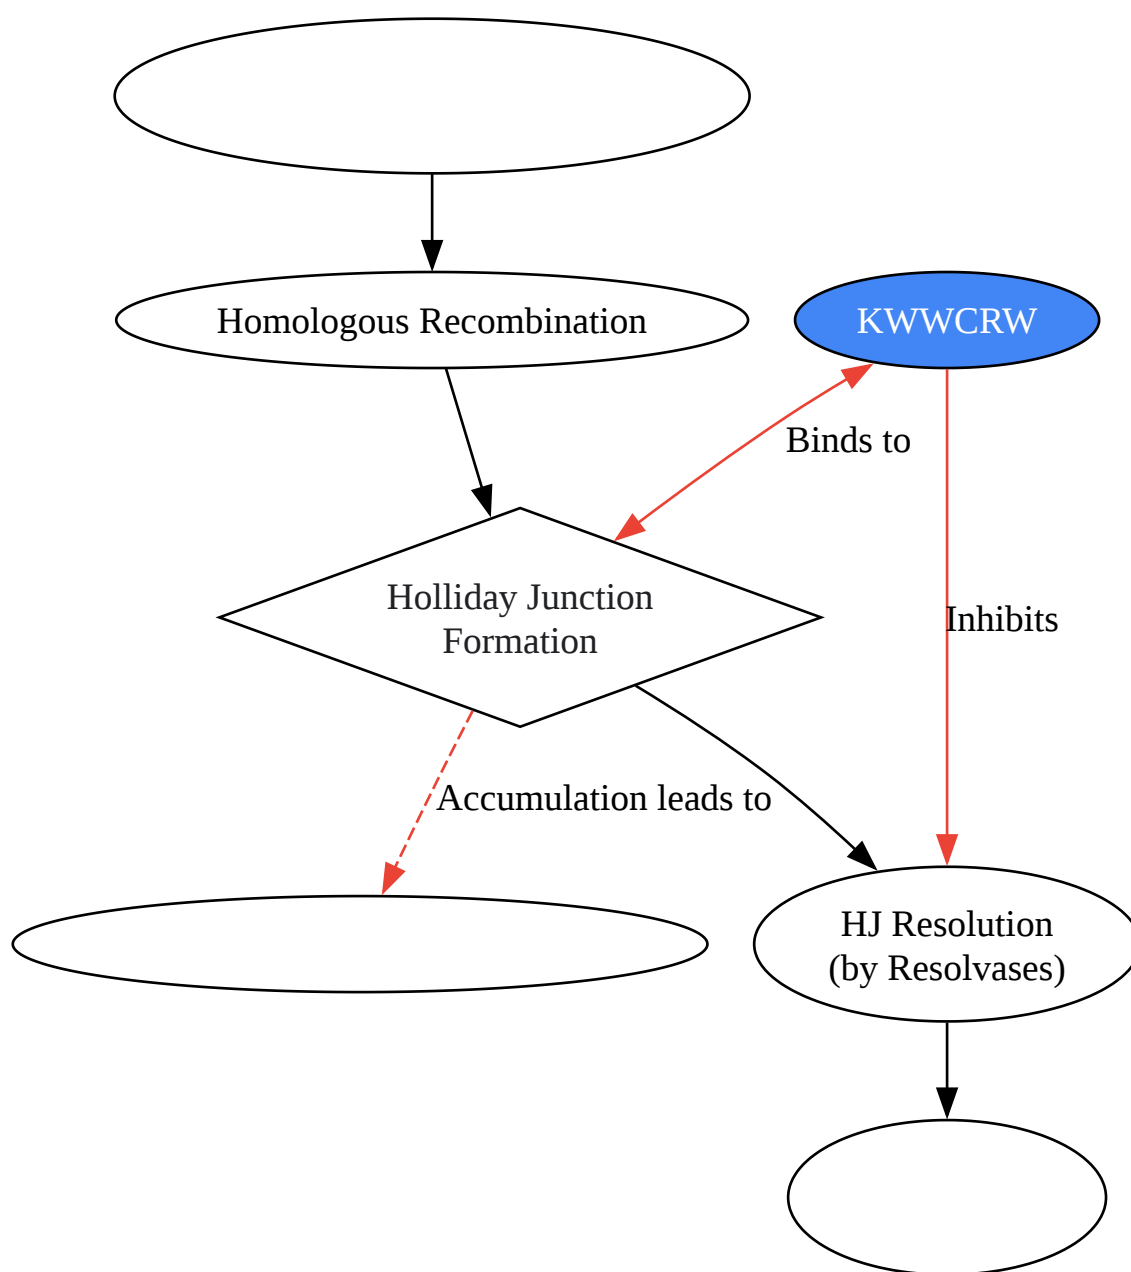 Homologous Recombination
KWWCRW
Binds to
Holliday Junction
Formation
Inhibits
Accumulation leads to
HJ Resolution
(by Resolvases)